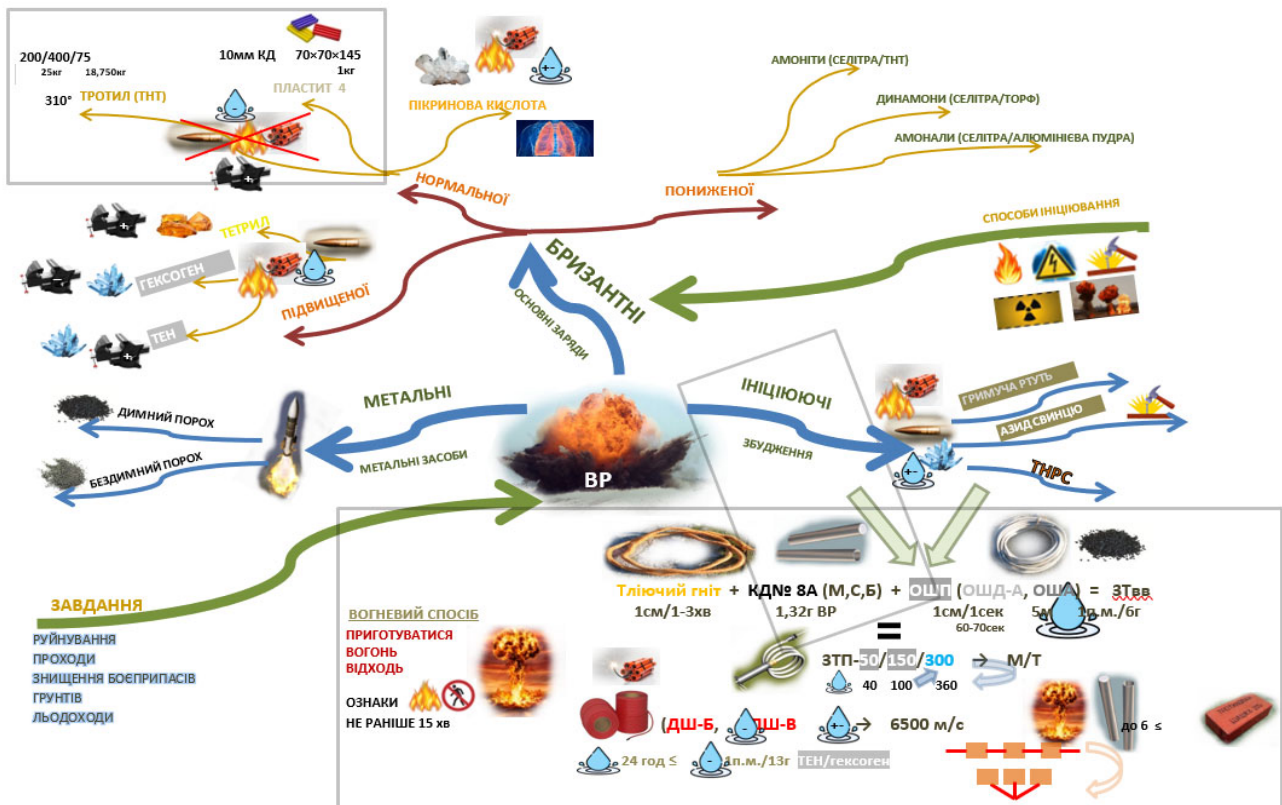 200/400/75
25кг 18,750кг
310°
ТРОТИЛ (ТНТ)
10мм КД
70×70×145
1кг
ПЛАСТИТ 4
ПІКРИНОВА КИСЛОТА
АМОНІТИ (СЕЛІТРА/ТНТ)
ДИНАМОНИ (СЕЛІТРА/ТОРФ)
АМОНАЛИ (СЕЛІТРА/АЛЮМІНІЄВА ПУДРА)
НОРМАЛЬНОЇ
ПОНИЖЕНОЇ
ПІДВИЩЕНОЇ
ТЕТРИЛ
ГЕКСОГЕН
ТЕН
БРИЗАНТНІ
ОСНОВНІ ЗАРЯДИ
СПОСОБИ ІНІЦІЮВАННЯ
МЕТАЛЬНІ
МЕТАЛЬНІ ЗАСОБИ
ДИМНИЙ ПОРОХ
БЕЗДИМНИЙ ПОРОХ
ВР
ІНІЦІЮЮЧІ
ЗБУДЖЕННЯ
ГРИМУЧА РТУТЬ
АЗИД СВИНЦЮ
ТНРС
ЗАВДАННЯ
РУЙНУВАННЯ
ПРОХОДИ
ЗНИЩЕННЯ БОЄПРИПАСІВ
ГРУНТІВ
ЛЬОДОХОДИ
ВОГНЕВИЙ СПОСІБ
ПРИГОТУВАТИСЯ
ВОГОНЬ
ВІДХОДЬ
ОЗНАКИ
НЕ РАНІШЕ 15 хв
Тліючий гніт + КД№ 8А (М,С,Б) + ОШП (ОШД-А, ОША) = ЗТвв
1см/1-3хв 1,32г ВР 1см/1сек 5м 1п.м./6г
60-70сек
=
ЗТП-50/150/300 → М/Т
40 100 360
(ДШ-Б, ДШ-В → 6500 м/с
до 6 ≤
24 год ≤ 1п.м./13г ТЕН/гексоген